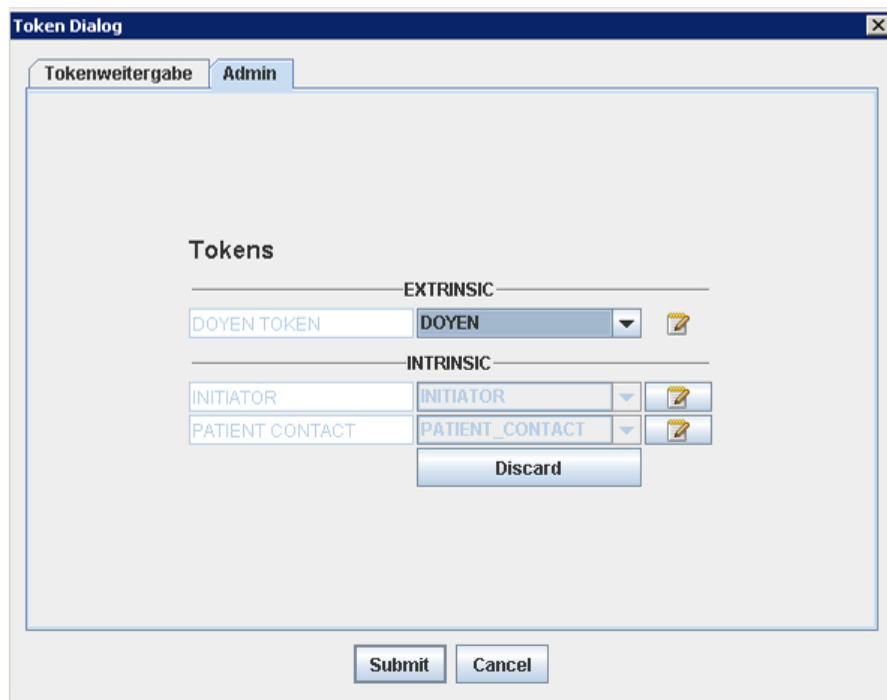 Token Dialog
Tokenweitergabe Admin
Tokens
EXTRINSIC
DOYEN TOKEN DOYEN
INTRINSIC
INITIATOR INITIATOR
PATIENT CONTACT PATIENT_CONTACT
Discard
Submit Cancel